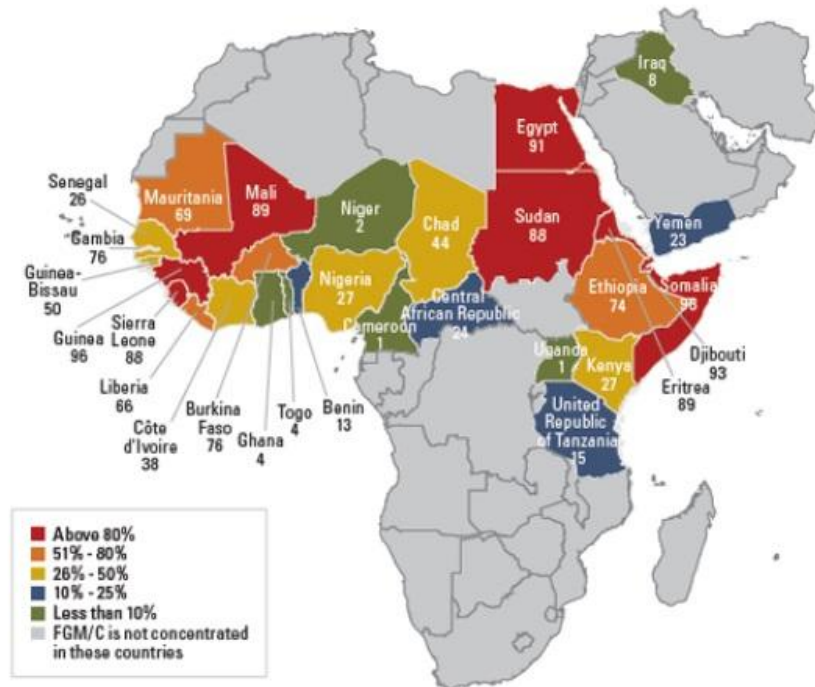 Iraq
8
Egypt
91
Senegal
26
Mauritania
69
Mali
89
Niger
2
Chad
44
Sudan
88
Yemen
23
Gambia
76
Guinea-
Bissau
50
Nigeria
27
Ethiopia
74
Somalia
98
Central
African Republic
24
Cameroon
1
Guinea
96
Sierra
Leone
88
Liberia
66
Côte
d'Ivoire
38
Burkina
Faso
76
Ghana
4
Togo
4
Benin
13
Uganda
1
Kenya
27
Djibouti
93
Eritrea
89
United
Republic
of Tanzania
15
Above 80%
51% - 80%
26% - 50%
10% - 25%
Less than 10%
FGM/C is not concentrated
in these countries